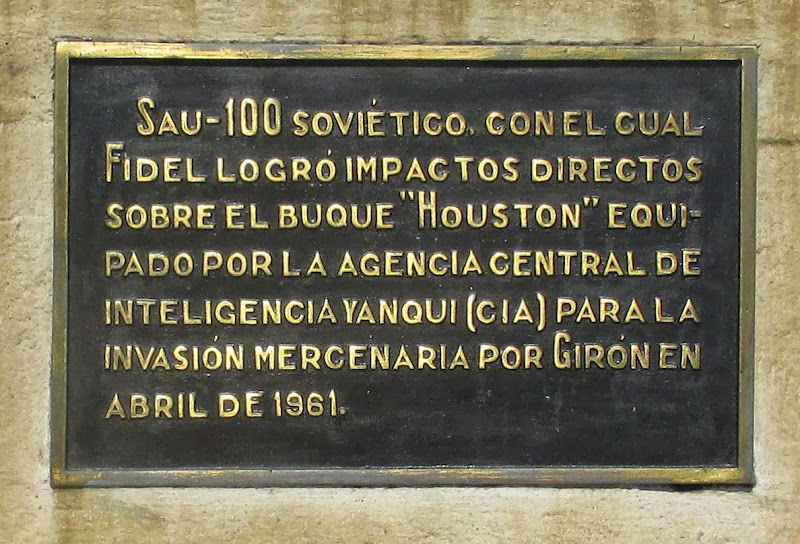 SAU-100 SOVIÉTICO, CON EL CUAL
FIDEL LOGRÓ IMPACTOS DIRECTOS
SOBRE EL BUQUE "HOUSTON" EQUI-
PADO POR LA AGENCIA CENTRAL DE
INTELIGENCIA YANQUI (CIA) PARA LA
INVASIÓN MERCENARIA POR GIRÓN EN
ABRIL DE 1961.